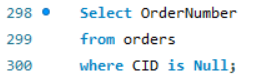 298 Select OrderNumber
299 from orders
300 where CID is Null;